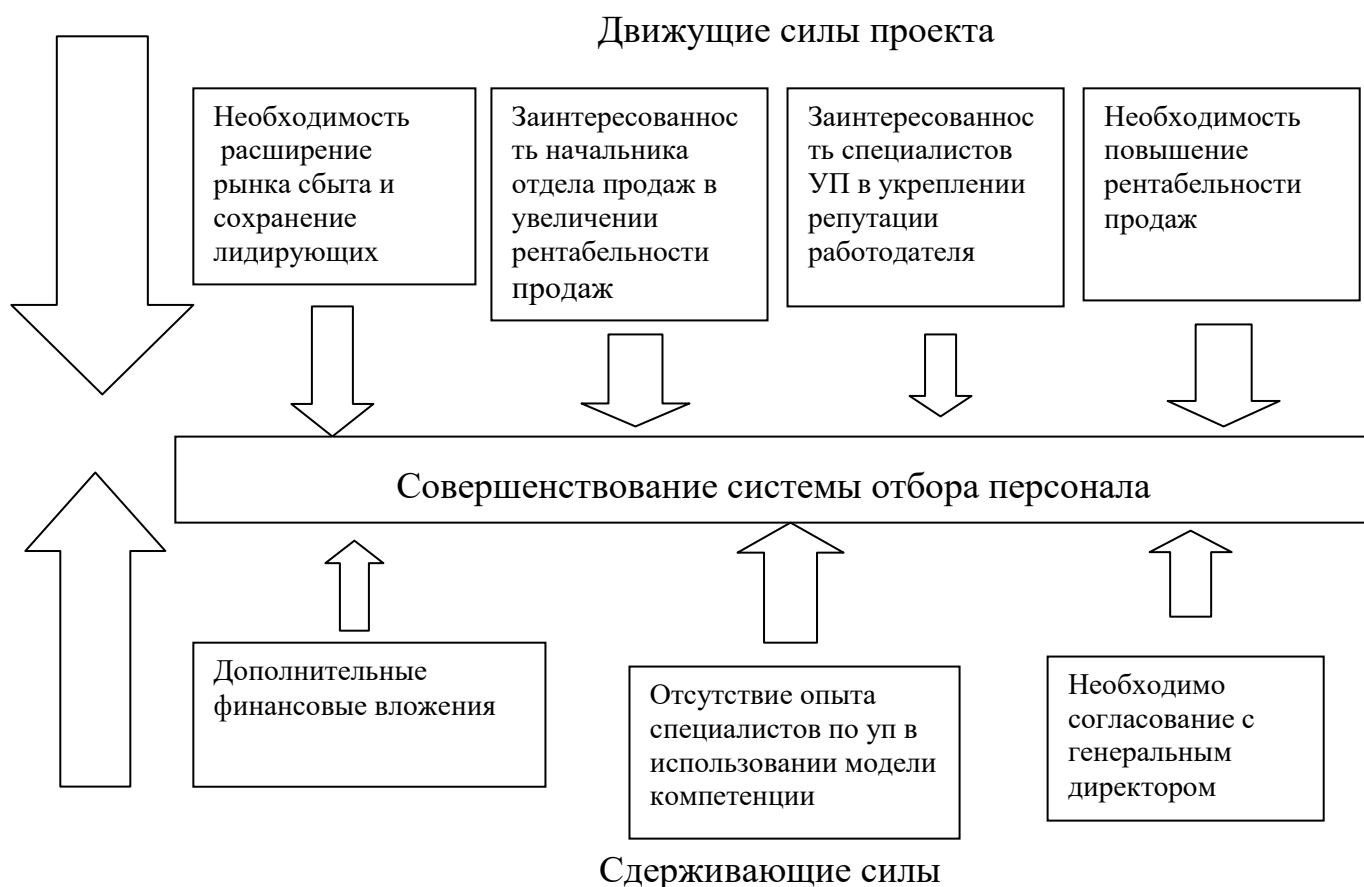 Движущие силы проекта
Необходимость
расширение
рынка сбыта и
сохранение
лидирующих
Заинтересованнос
ть начальника
отдела продаж в
увеличении
рентабельности
продаж
Заинтересованнос
ть специалистов
УП в укреплении
репутации
работодателя
Необходимость
повышение
рентабельности
продаж
Совершенствование системы отбора персонала
Дополнительные
финансовые вложения
Отсутствие опыта
специалистов по уп в
использовании модели
компетенции
Необходимо
согласование с
генеральным
директором
Сдерживающие силы